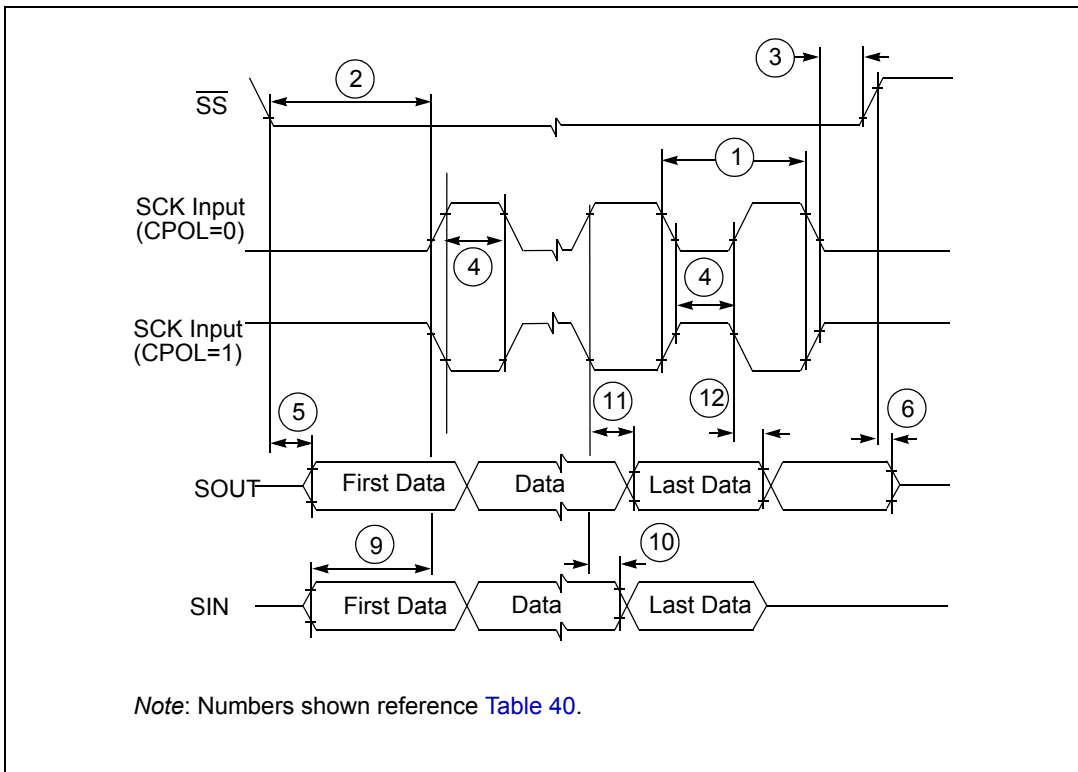 3
2
SS
1
SCK Input
(CPOL=0)
4
4
SCK Input
(CPOL=1)
11
12
5
6
First Data
Data
Last Data
SOUT
9
10
SIN
First Data
Data
Last Data
Note: Numbers shown reference Table 40.